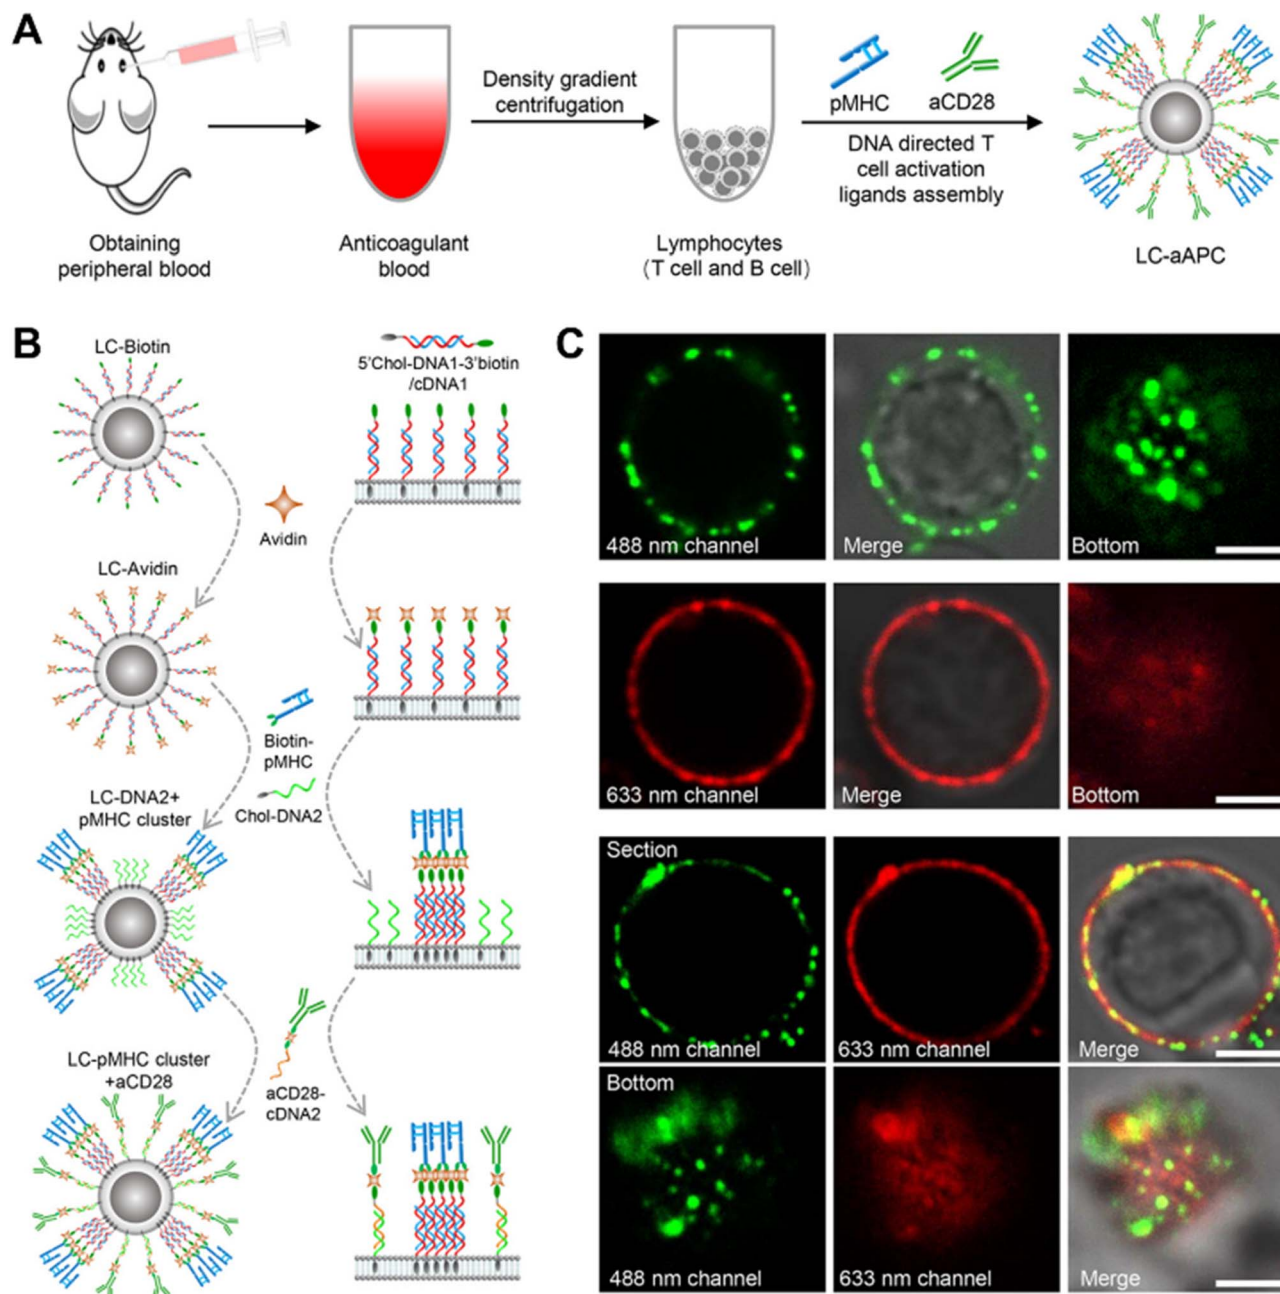 A
Obtaining
peripheral blood
Anticoagulant
blood
Density gradient
centrifugation
Lymphocytes
(T cell and B cell)
pMHC aCD28
DNA directed T
cell activation
ligands assembly
LC-aAPC
B
LC-Biotin
5'Chol-DNA1-3'biotin
/cDNA1
Avidin
LC-Avidin
Biotin-
pMHC
Chol-DNA2
LC-DNA2+
pMHC cluster
aCD28-
cDNA2
LC-pMHC cluster
+aCD28
C
488 nm channel
Merge
Bottom
633 nm channel
Merge
Bottom
Section
488 nm channel
633 nm channel
Merge
Bottom
488 nm channel
633 nm channel
Merge